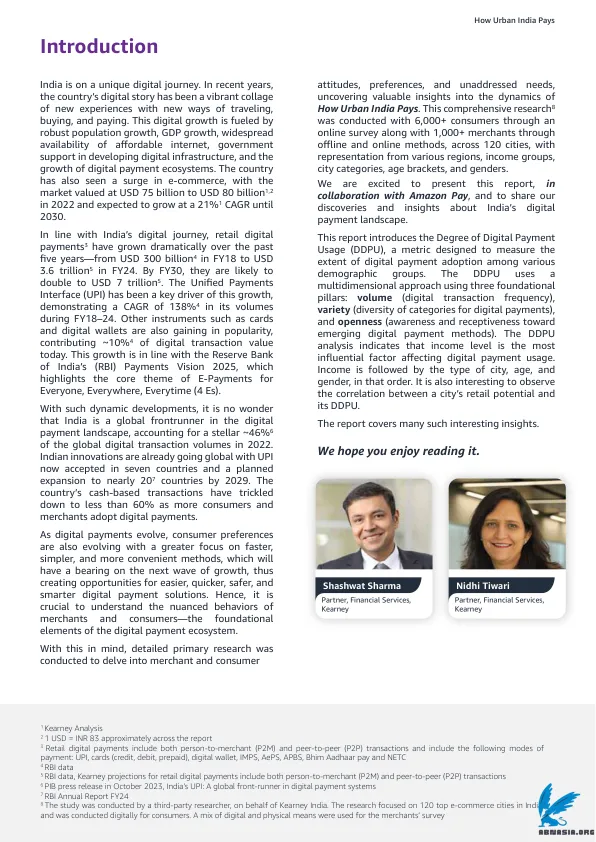 How Urban India Pays
Introduction
India is on a unique digital journey. In recent years,
the country's digital story has been a vibrant collage
of new experiences with new ways of traveling,
buying, and paying. This digital growth is fueled by
robust population growth, GDP growth, widespread
availability of affordable internet, government
support in developing digital infrastructure, and the
growth of digital payment ecosystems. The country
has also seen a surge in e-commerce, with the
market valued at USD 75 billion to USD 80 billion1,2
in 2022 and expected to grow at a 21%1 CAGR until
2030.
In line with India's digital journey, retail digital
payments3 have grown dramatically over the past
five years—from USD 300 billion4 in FY18 to USD
3.6 trillion5 in FY24. By FY30, they are likely to
double to USD 7 trillion5. The Unified Payments
Interface (UPI) has been a key driver of this growth,
demonstrating a CAGR of 138%4 in its volumes
during FY18–24. Other instruments such as cards
and digital wallets are also gaining in popularity,
contributing ~10%4 of digital transaction value
today. This growth is in line with the Reserve Bank
of India's (RBI) Payments Vision 2025, which
highlights the core theme of E-Payments for
Everyone, Everywhere, Everytime (4 Es).
With such dynamic developments, it is no wonder
that India is a global frontrunner in the digital
payment landscape, accounting for a stellar ~46%6
of the global digital transaction volumes in 2022.
Indian innovations are already going global with UPI
now accepted in seven countries and a planned
expansion to nearly 207 countries by 2029. The
country's cash-based transactions have trickled
down to less than 60% as more consumers and
merchants adopt digital payments.
As digital payments evolve, consumer preferences
are also evolving with a greater focus on faster,
simpler, and more convenient methods, which will
have a bearing on the next wave of growth, thus
creating opportunities for easier, quicker, safer, and
smarter digital payment solutions. Hence, it is
crucial to understand the nuanced behaviors of
merchants and consumers—the foundational
elements of the digital payment ecosystem.
With this in mind, detailed primary research was
conducted to delve into merchant and consumer
attitudes, preferences, and unaddressed needs,
uncovering valuable insights into the dynamics of
How Urban India Pays. This comprehensive research8
was conducted with 6,000+ consumers through an
online survey along with 1,000+ merchants through
offline and online methods, across 120 cities, with
representation from various regions, income groups,
city categories, age brackets, and genders.
We are excited to present this report, in
collaboration with Amazon Pay, and to share our
discoveries and insights about India's digital
payment landscape.
This report introduces the Degree of Digital Payment
Usage (DDPU), a metric designed to measure the
extent of digital payment adoption among various
demographic groups. The DDPU uses a
multidimensional approach using three foundational
pillars: volume (digital transaction frequency),
variety (diversity of categories for digital payments),
and openness (awareness and receptiveness toward
emerging digital payment methods). The DDPU
analysis indicates that income level is the most
influential factor affecting digital payment usage.
Income is followed by the type of city, age, and
gender, in that order. It is also interesting to observe
the correlation between a city's retail potential and
its DDPU.
The report covers many such interesting insights.
We hope you enjoy reading it.
Shashwat Sharma
Partner, Financial Services,
Kearney
Nidhi Tiwari
Partner, Financial Services,
Kearney
1 Kearney Analysis
2 1 USD = INR 83 approximately across the report
3 Retail digital payments include both person-to-merchant (P2M) and peer-to-peer (P2P) transactions and include the following modes of
payment: UPI, cards (credit, debit, prepaid), digital wallet, IMPS, AePS, APBS, Bhim Aadhaar pay and NETC
4 RBI data
5 RBI data, Kearney projections for retail digital payments include both person-to-merchant (P2M) and peer-to-peer (P2P) transactions
6 PIB press release in October 2023, India's UPI: A global front-runner in digital payment systems
7 RBI Annual Report FY24
8 The study was conducted by a third-party researcher, on behalf of Kearney India. The research focused on 120 top e-commerce cities in
and was conducted digitally for consumers. A mix of digital and physical means were used for the merchants' survey
ABNASIA.ORG